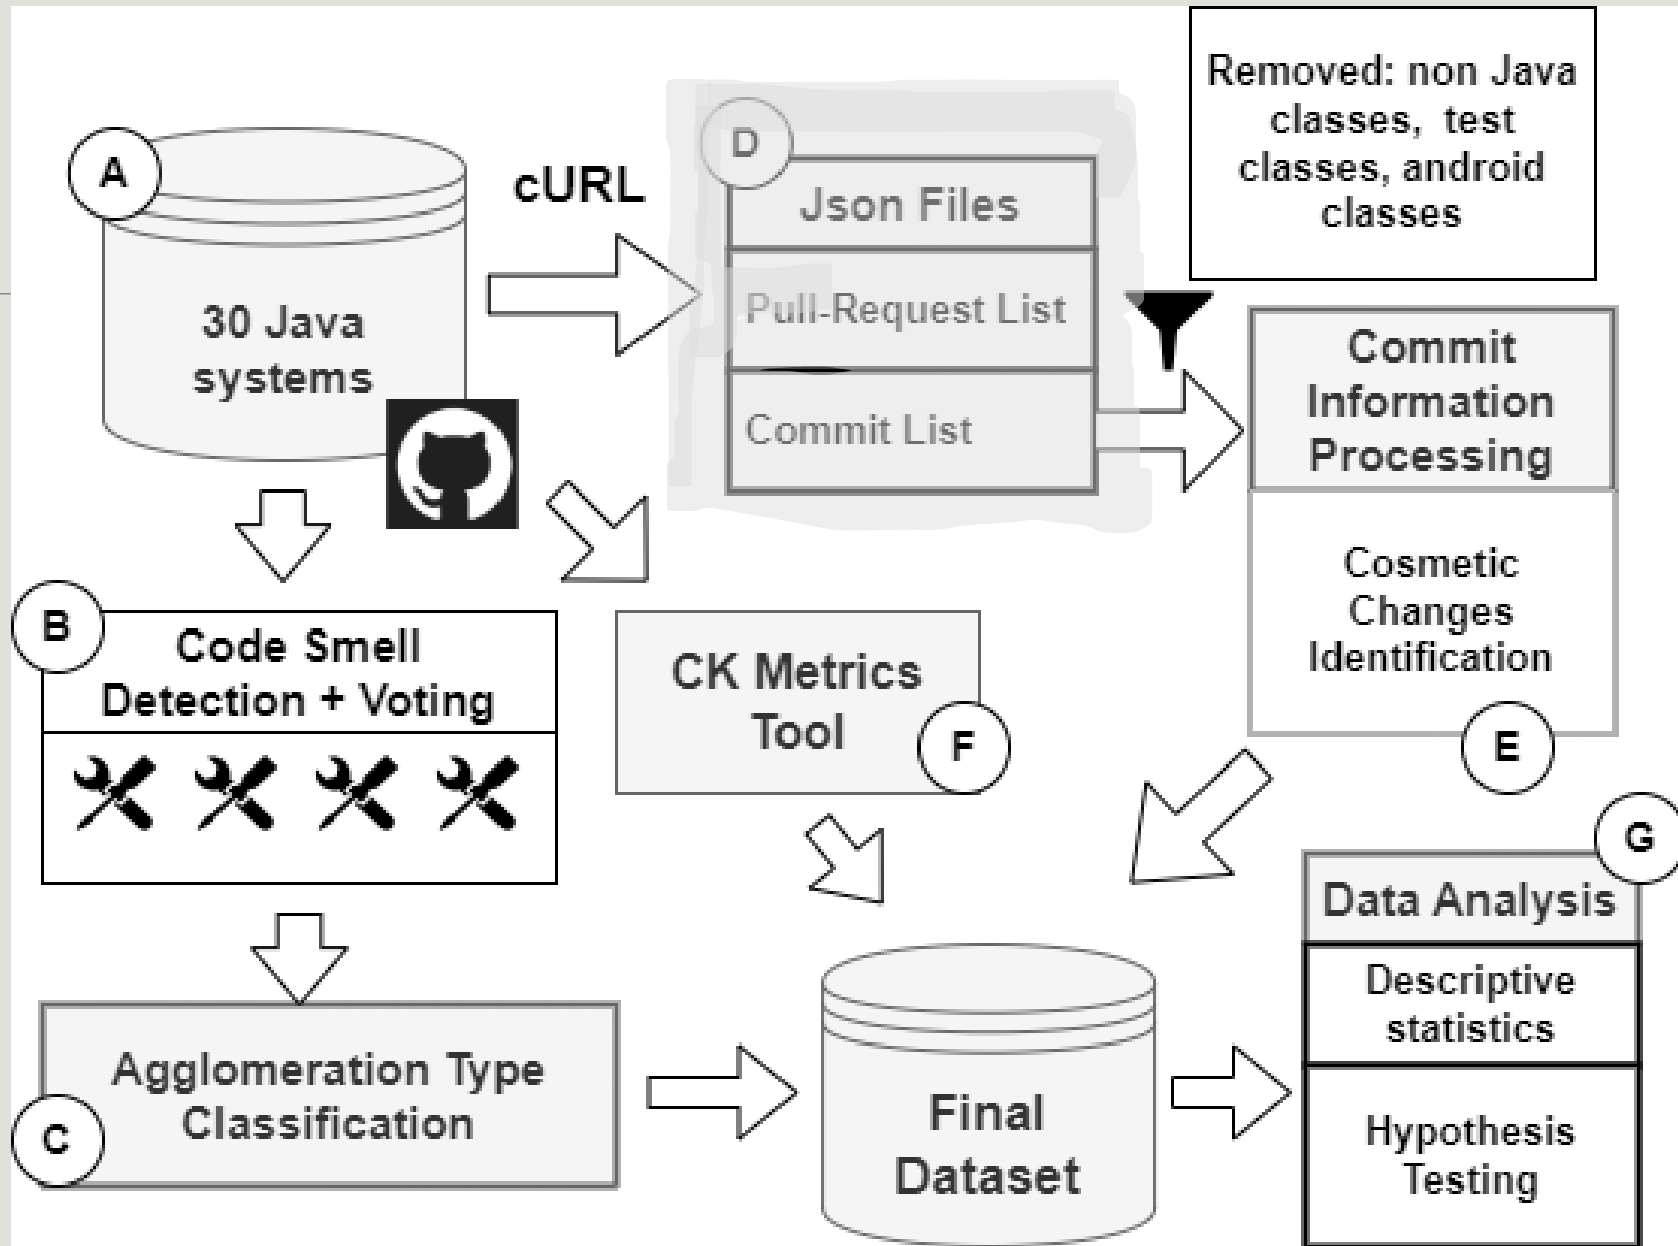 A
30 Java
systems
cURL
D
Json Files
Pull-Request List
Commit List
Removed: non Java
classes, test
classes, android
classes
Commit
Information
Processing
Cosmetic
Changes
Identification
E
B
Code Smell
Detection + Voting
CK Metrics
Tool
F
C
Agglomeration Type
Classification
Final
Dataset
G
Data Analysis
Descriptive
statistics
Hypothesis
Testing